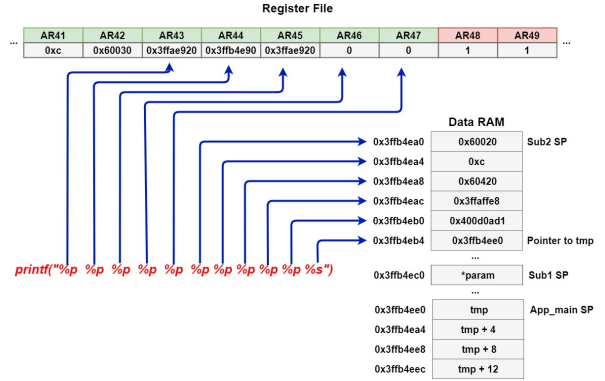 Register File
... AR41 AR42 AR43 AR44 AR45 AR46 AR47 AR48 AR49 ...
0xc 0x60030 0x3ffae920 0x3ffb4e90 0x3ffae920 0 0 1 1
Data RAM
0x3ffb4ea0 0x60020 Sub2 SP
0x3ffb4ea4 0xc
0x3ffb4ea8 0x60420
0x3ffb4eac 0x3ffaffe8
0x3ffb4eb0 0x400d0ad1
0x3ffb4eb4 0x3ffb4ee0 Pointer to tmp
...
printf("%p %p %p %p %p %p %p %p %p %p %s")
0x3ffb4ec0 *param Sub1 SP
...
0x3ffb4ee0 tmp App_main SP
0x3ffb4ea4 tmp + 4
0x3ffb4ee8 tmp + 8
0x3ffb4eec tmp + 12